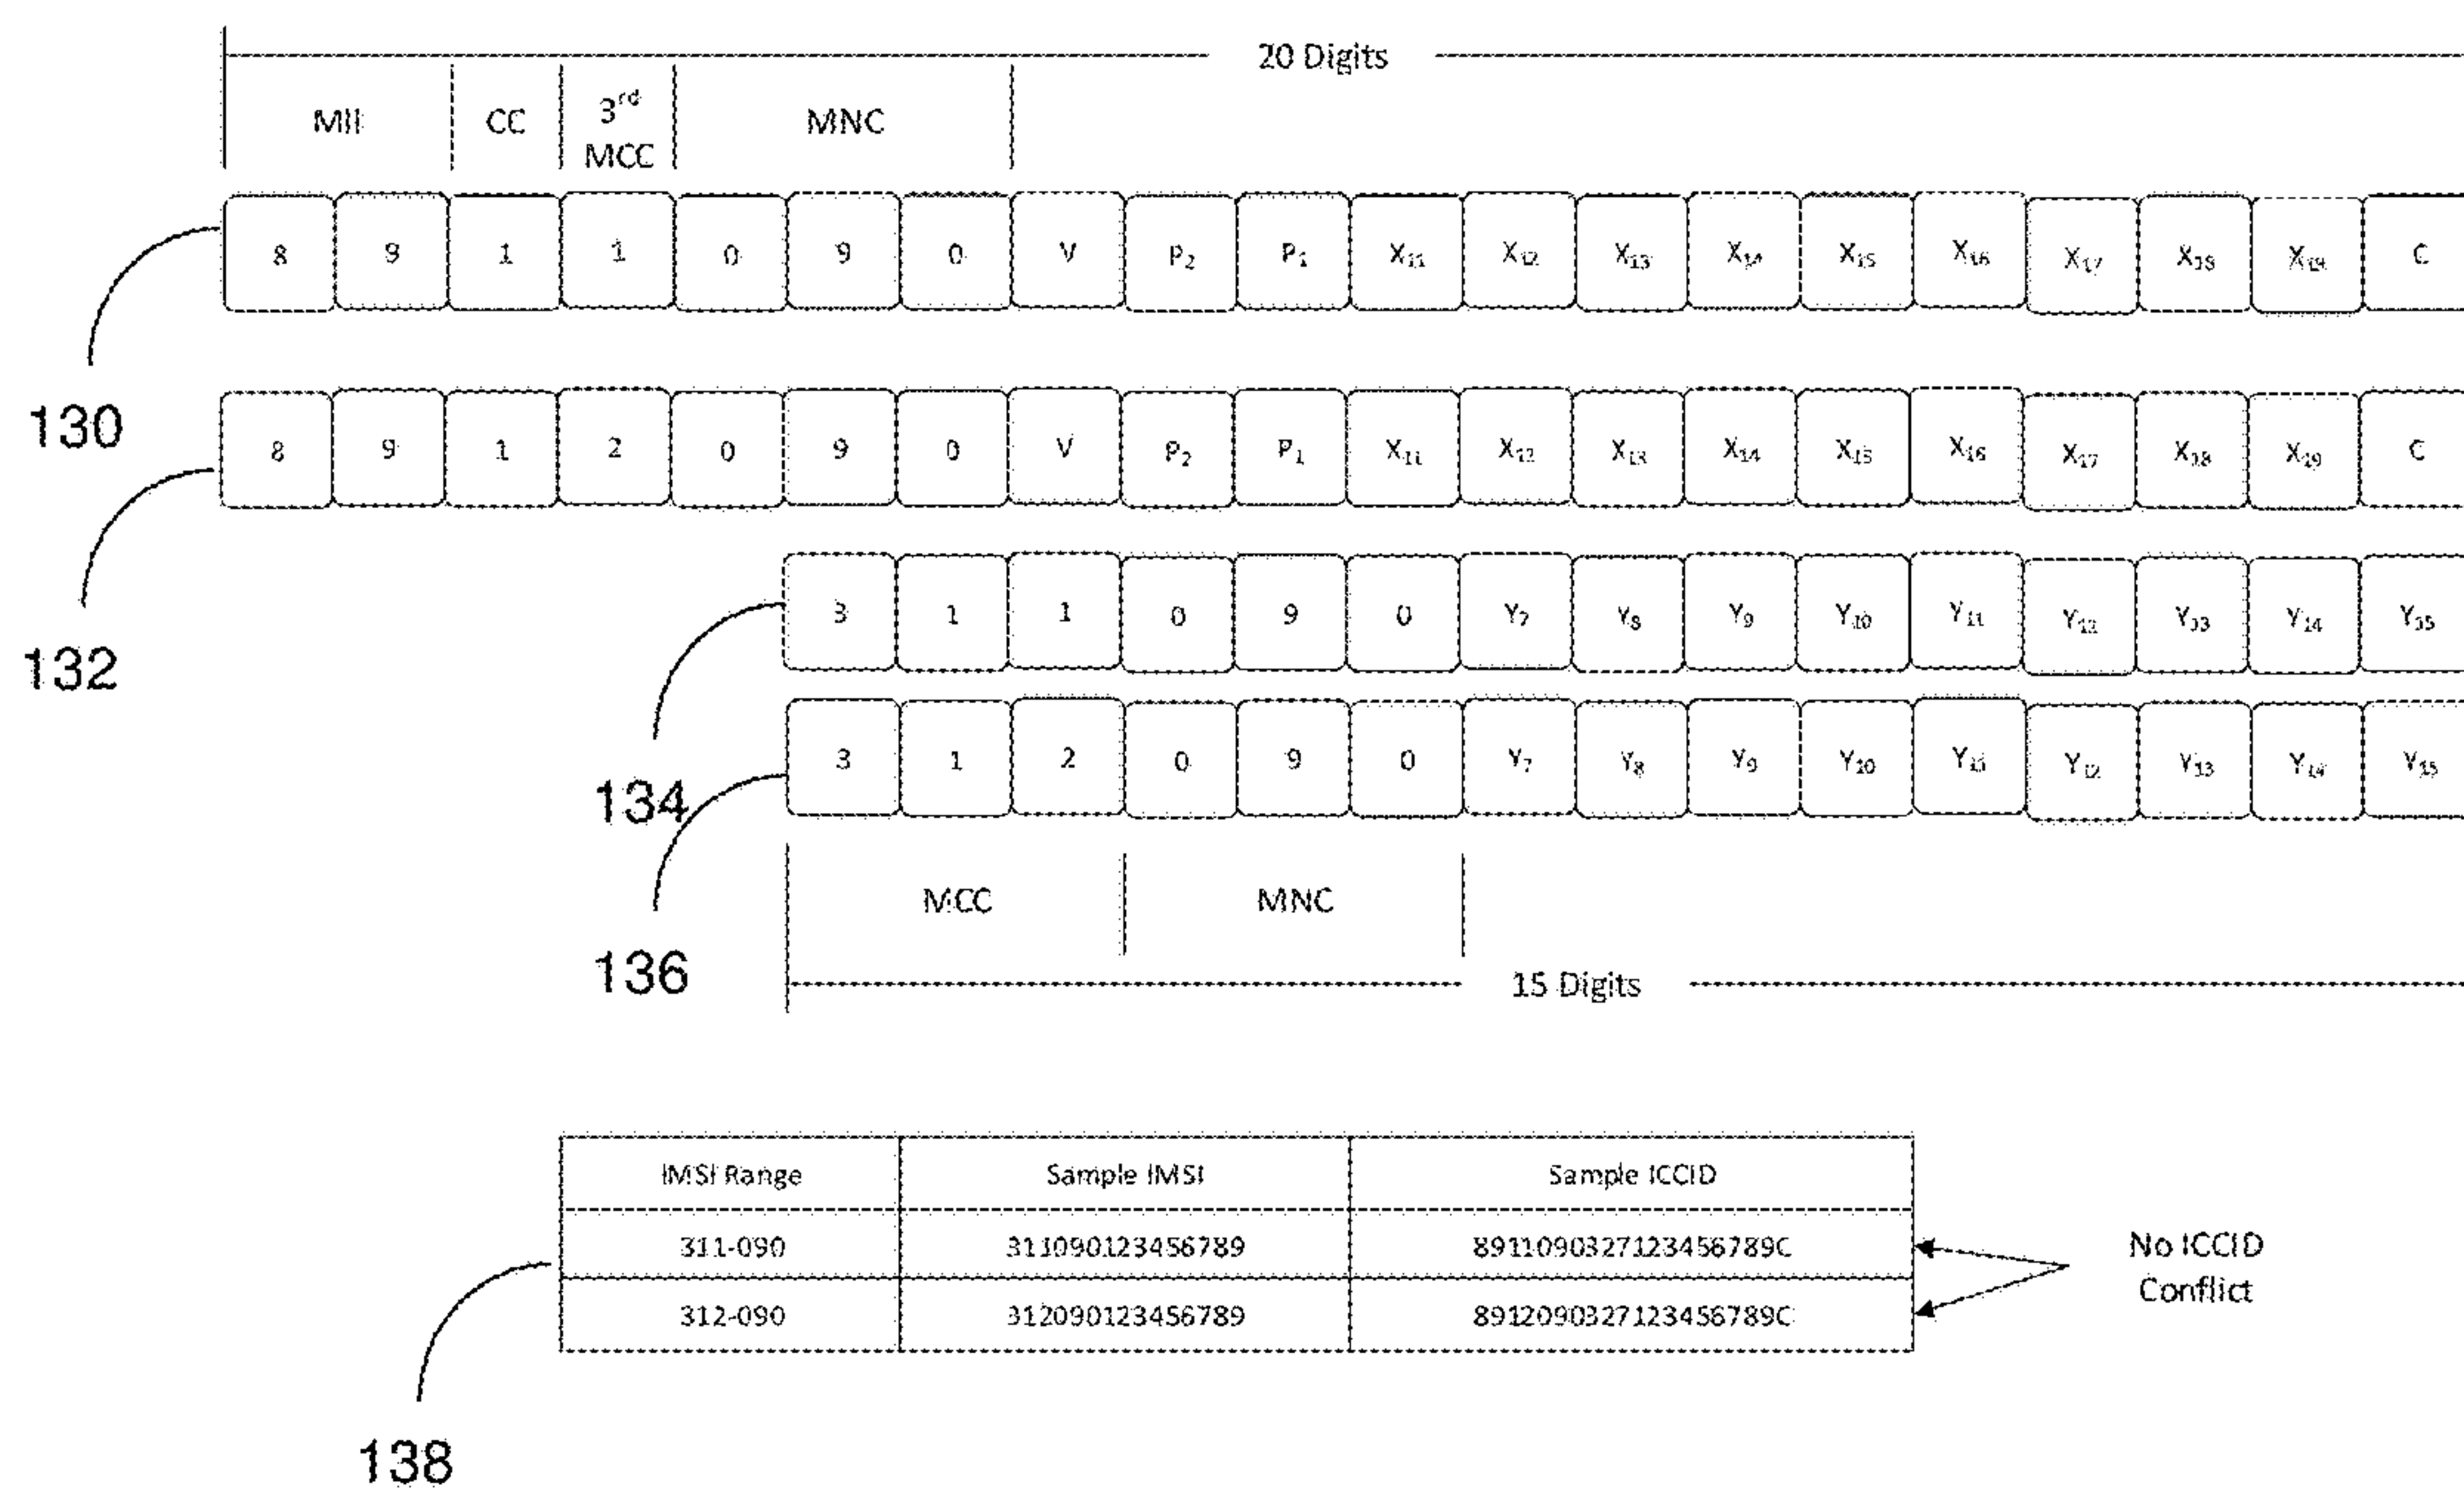 20 Digits
MII CC 3rd MCC MNC
8 9 1 1 0 9 0 V P2 P1 X11 X12 X13 X14 X15 X16 X17 X18 X19 C
130
8 9 1 2 0 9 0 V P2 P1 X11 X12 X13 X14 X15 X16 X17 X18 X19 C
132
3 1 1 0 9 0 Y7 Y8 Y9 Y10 Y11 Y12 Y13 Y14 Y15
134
3 1 2 0 9 0 Y7 Y8 Y9 Y10 Y11 Y12 Y13 Y14 Y15
136
MCC MNC
15 Digits
IMSI Range Sample IMSI Sample ICCID
311-090 311090123456789 8911090327123456789C
312-090 312090123456789 8912090327123456789C
No ICCID
Conflict
138